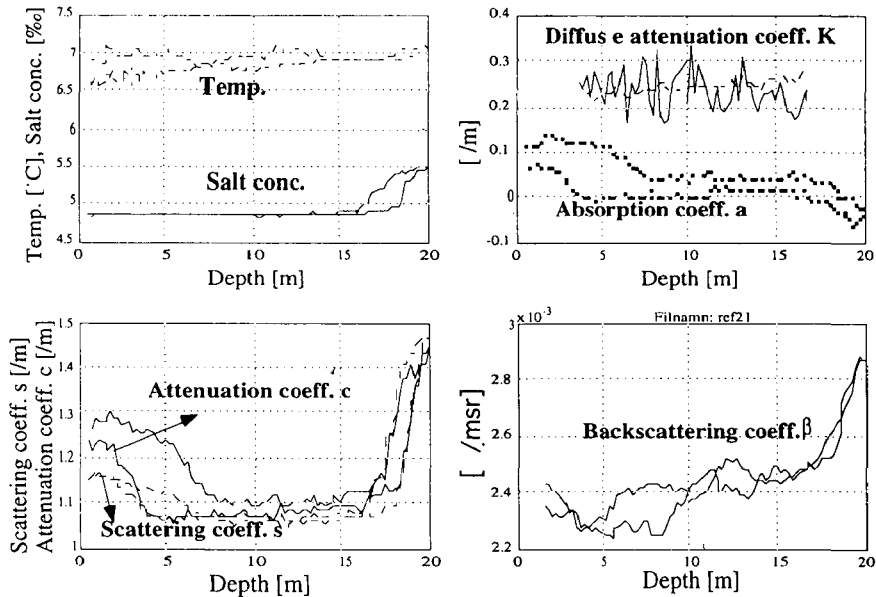 Temp. [°C], Salt conc. [‰]
7.5
7
6.5
6
5.5
5
4.5
Temp.
Salt conc.
0
5
10
15
20
Depth [m]
[ /m]
0.4
0.3
0.2
0.1
0
-0.1
Diffus e attenuation coeff. K
Absorption coeff. a
0
5
10
15
20
Depth [m]
Scattering coeff. s [/m]
Attenuation coeff. c [/m]
1.5
1.4
1.3
1.2
1.1
1
Attenuation coeff. c
Scattering coeff. s
0
5
10
15
20
Depth [m]
x10⁻³
Filnamn: ref21
[ /msr]
3
2.8
2.6
2.4
2.2
Backscattering coeff.β
0
5
10
15
20
Depth [m]